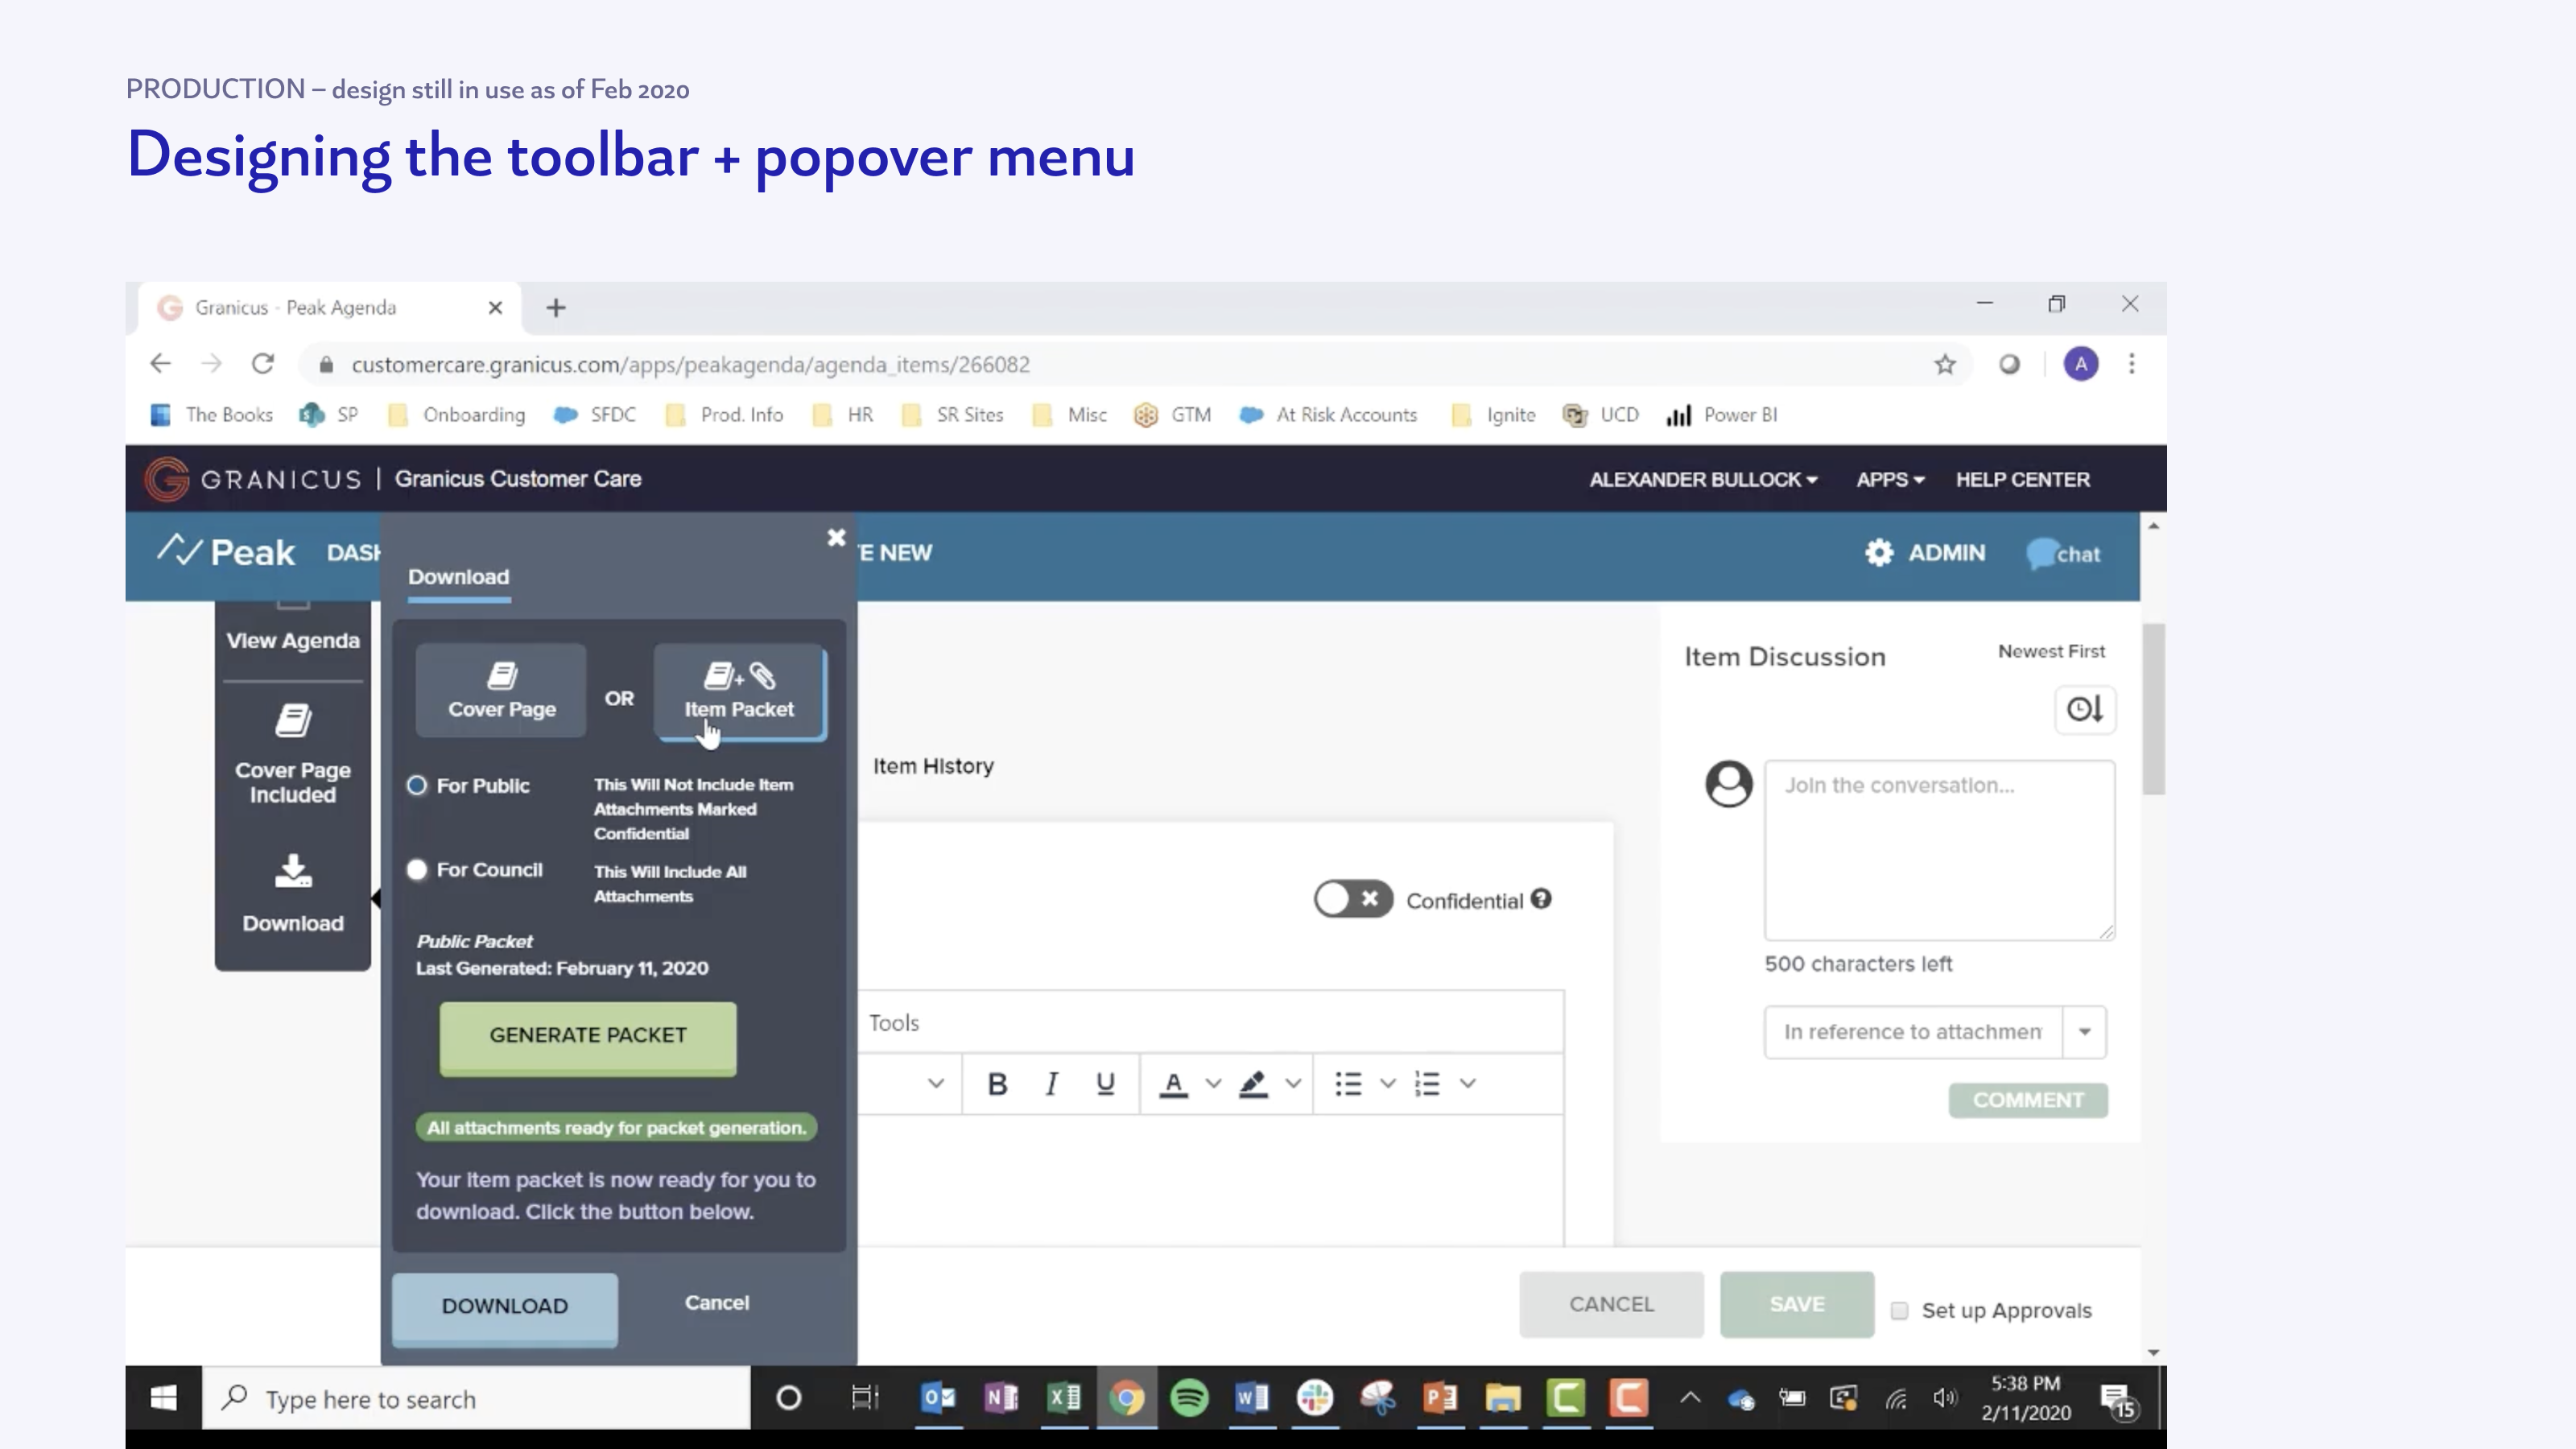 PRODUCTION – design still in use as of Feb 2020
Designing the toolbar + popover menu
Granicus - Peak Agenda
customercare.granicus.com/apps/peakagenda/agenda_items/266082
A
The Books SP Onboarding SFDC Prod. Info HR SR Sites Misc GTM At Risk Accounts Ignite UCD Power BI
GRANICUS | Granicus Customer Care
ALEXANDER BULLOCK APPS HELP CENTER
Peak DASH E NEW ADMIN chat
Download
View Agenda
Cover Page
Included
Download
Cover Page
OR
Item Packet
For Public
This Will Not Include Item
Attachments Marked
Confidential
For Council
This Will Include All
Attachments
Public Packet
Last Generated: February 11, 2020
GENERATE PACKET
All attachments ready for packet generation.
Your item packet is now ready for you to
download. Click the button below.
DOWNLOAD
Cancel
Item History
Confidential
Tools
B I U A
Item Discussion
Newest First
Join the conversation...
500 characters left
In reference to attachmen
COMMENT
CANCEL
SAVE
Set up Approvals
Type here to search
5:38 PM
2/11/2020
15